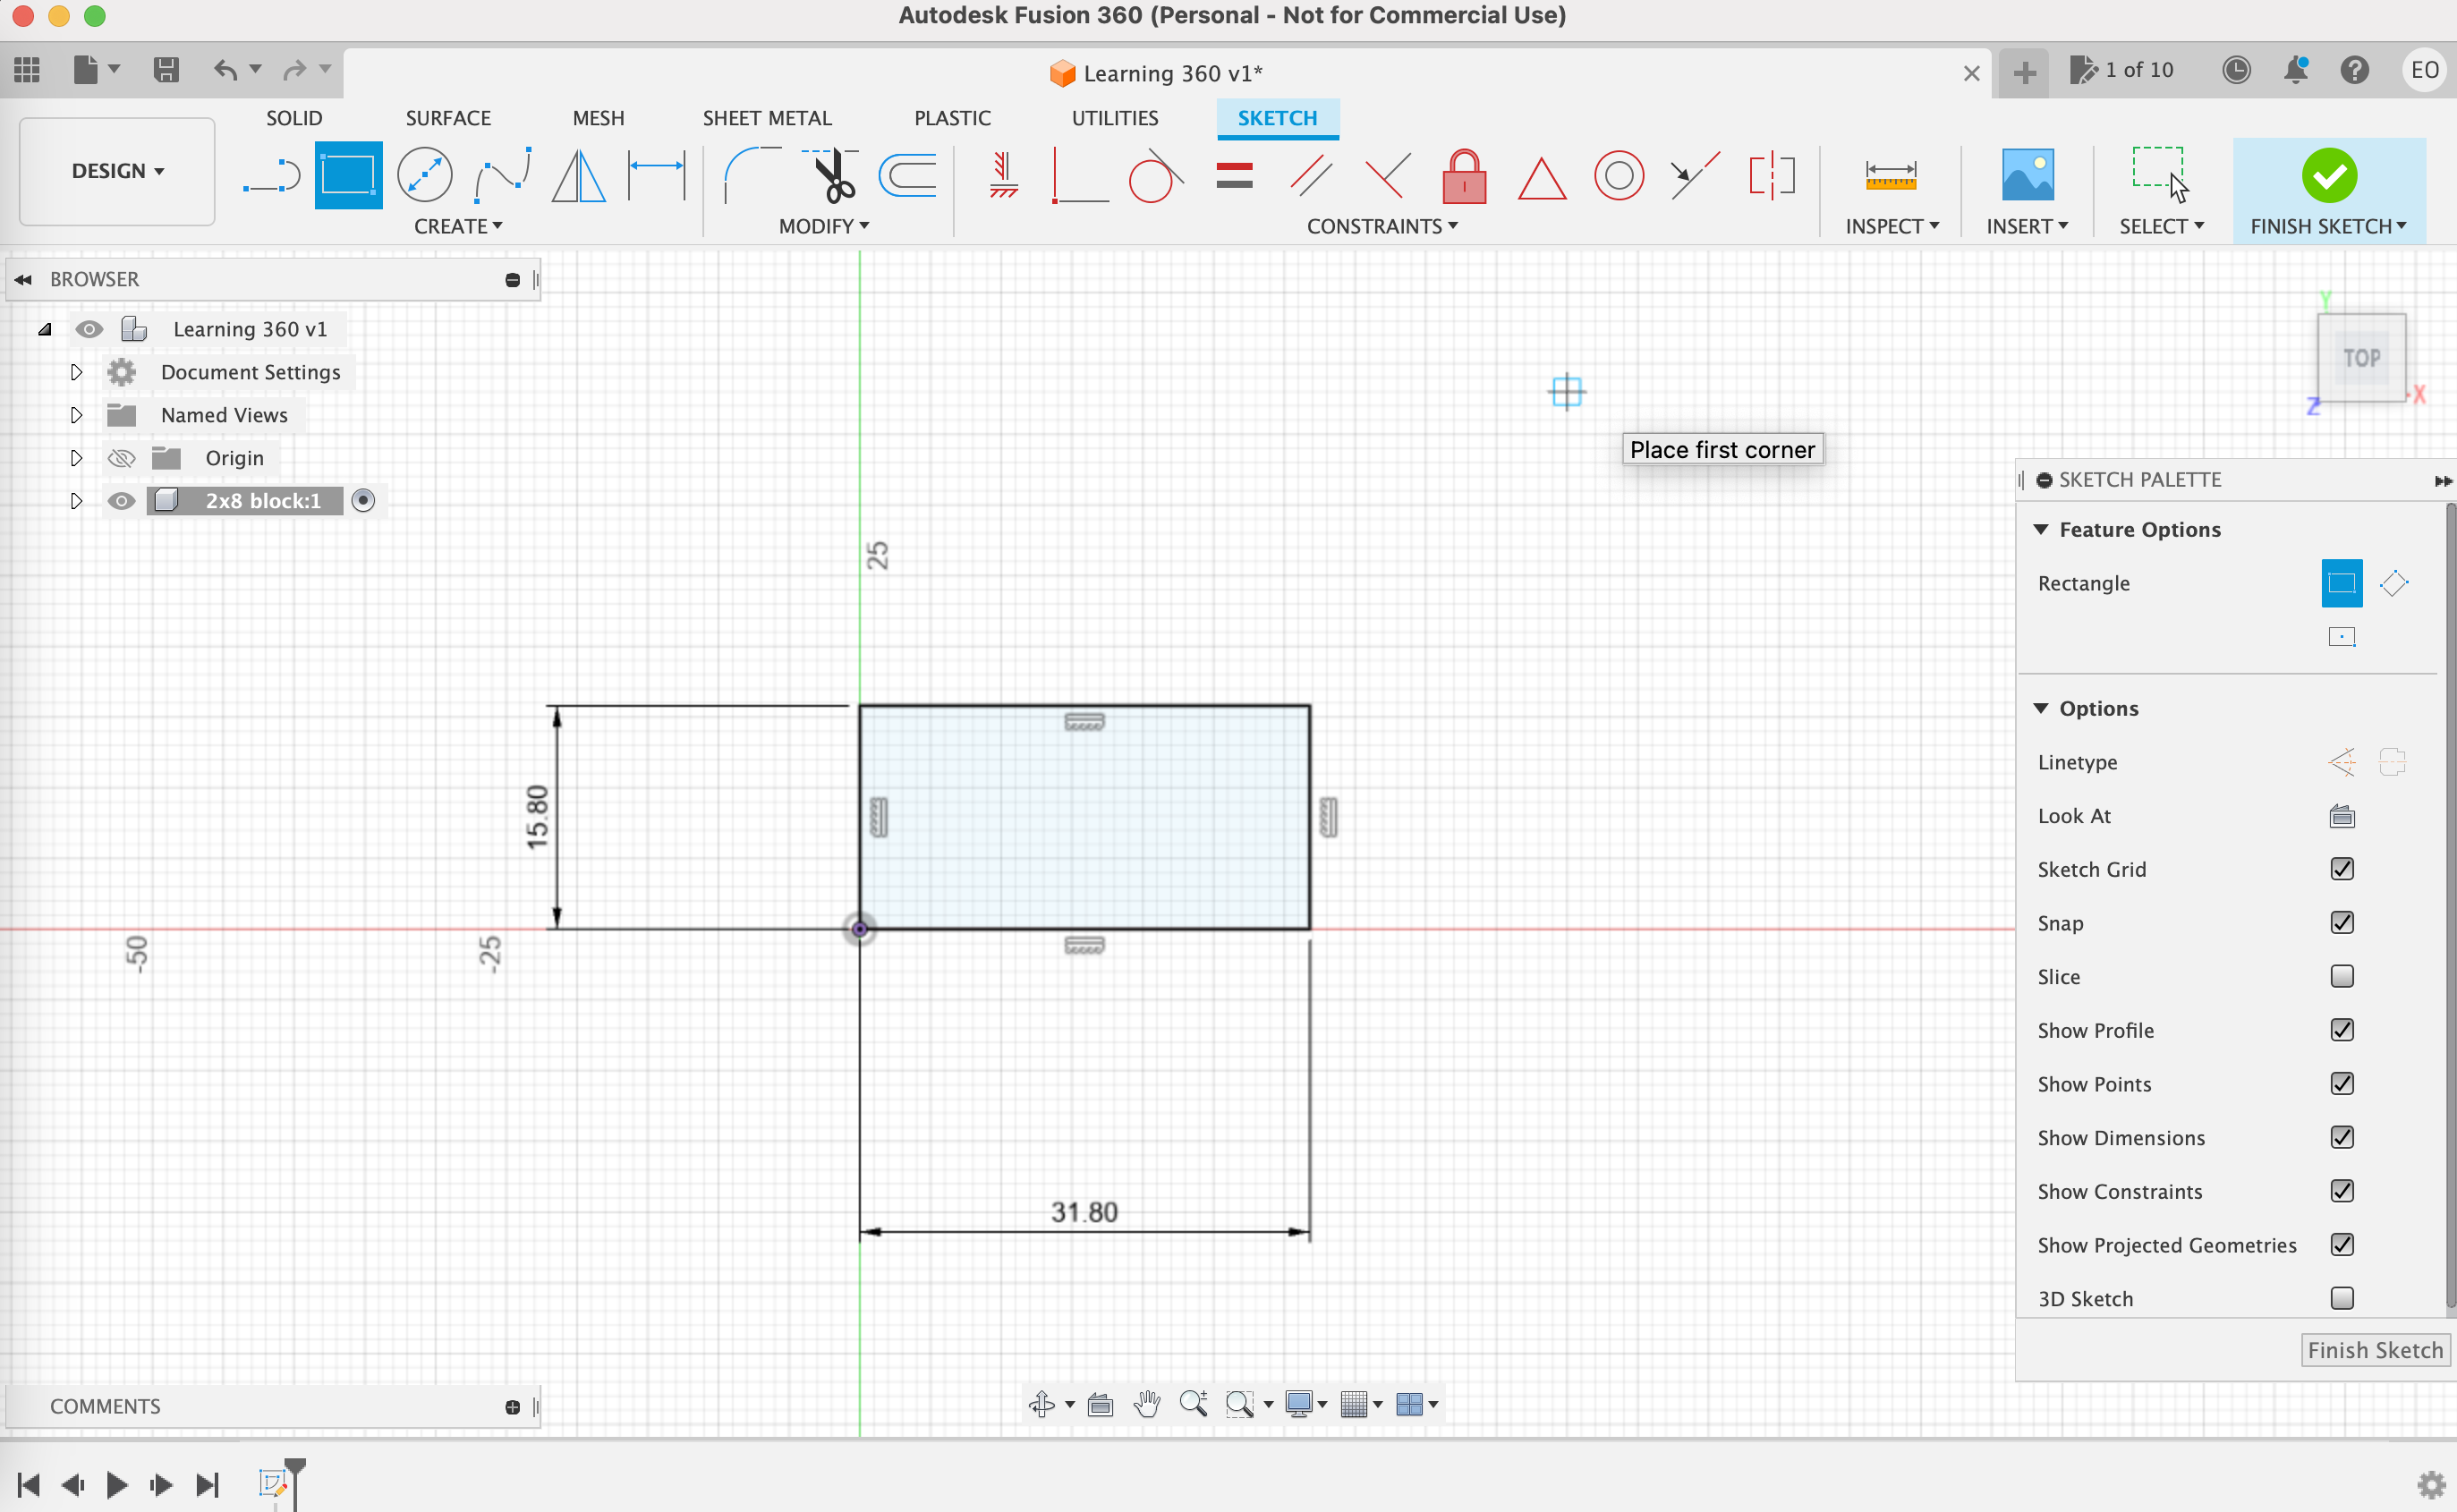 Autodesk Fusion 360 (Personal - Not for Commercial Use)
Learning 360 v1*
1 of 10
EO
SOLID SURFACE MESH SHEET METAL PLASTIC UTILITIES SKETCH
DESIGN
CREATE MODIFY CONSTRAINTS INSPECT INSERT SELECT FINISH SKETCH
BROWSER
Learning 360 v1
Document Settings
Named Views
Origin
2x8 block:1
Y
TOP
X
Z
Place first corner
25
15.80
-50
-25
31.80
SKETCH PALETTE
Feature Options
Rectangle
Options
Linetype
Look At
Sketch Grid
Snap
Slice
Show Profile
Show Points
Show Dimensions
Show Constraints
Show Projected Geometries
3D Sketch
Finish Sketch
COMMENTS